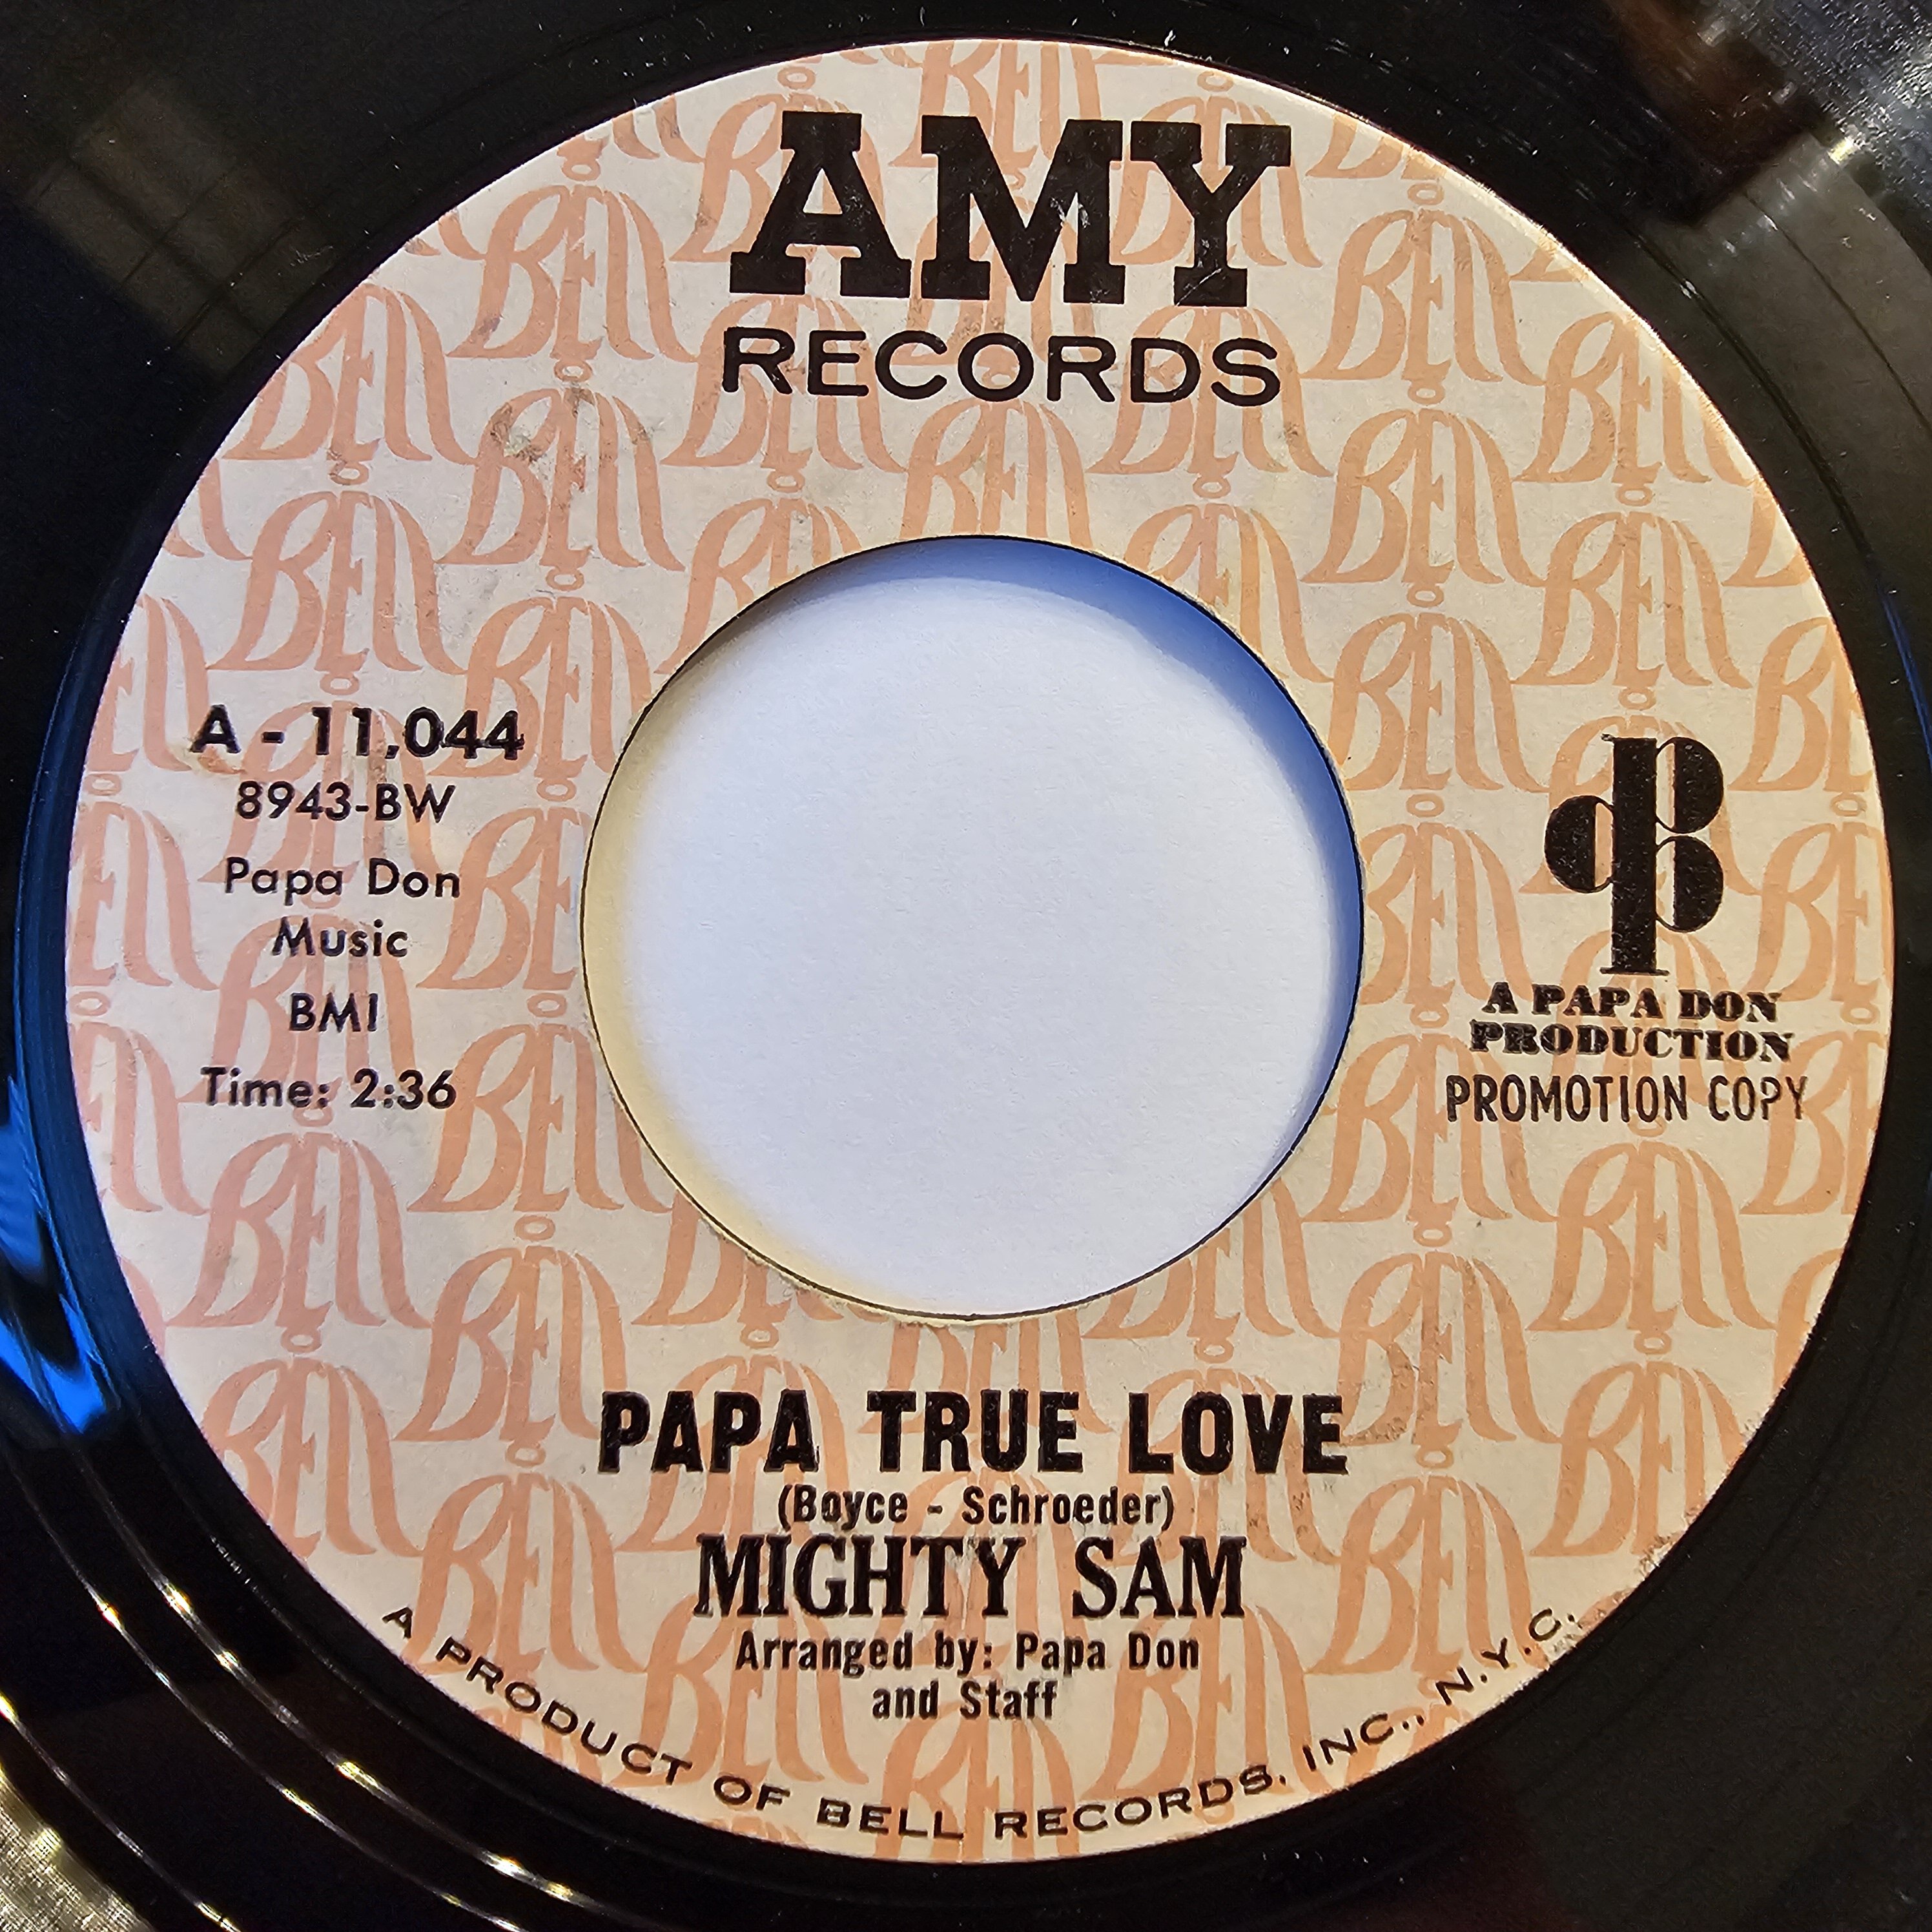 AMY
RECORDS
A - 11,044
8943-BW
Papa Don
Music
BMI
Time: 2:36
A PAPA DON
PRODUCTION
PROMOTION COPY
PAPA TRUE LOVE
(Boyce - Schroeder)
MIGHTY SAM
Arranged by: Papa Don
and Staff
A PRODUCT OF BELL RECORDS, INC., N.Y.C.